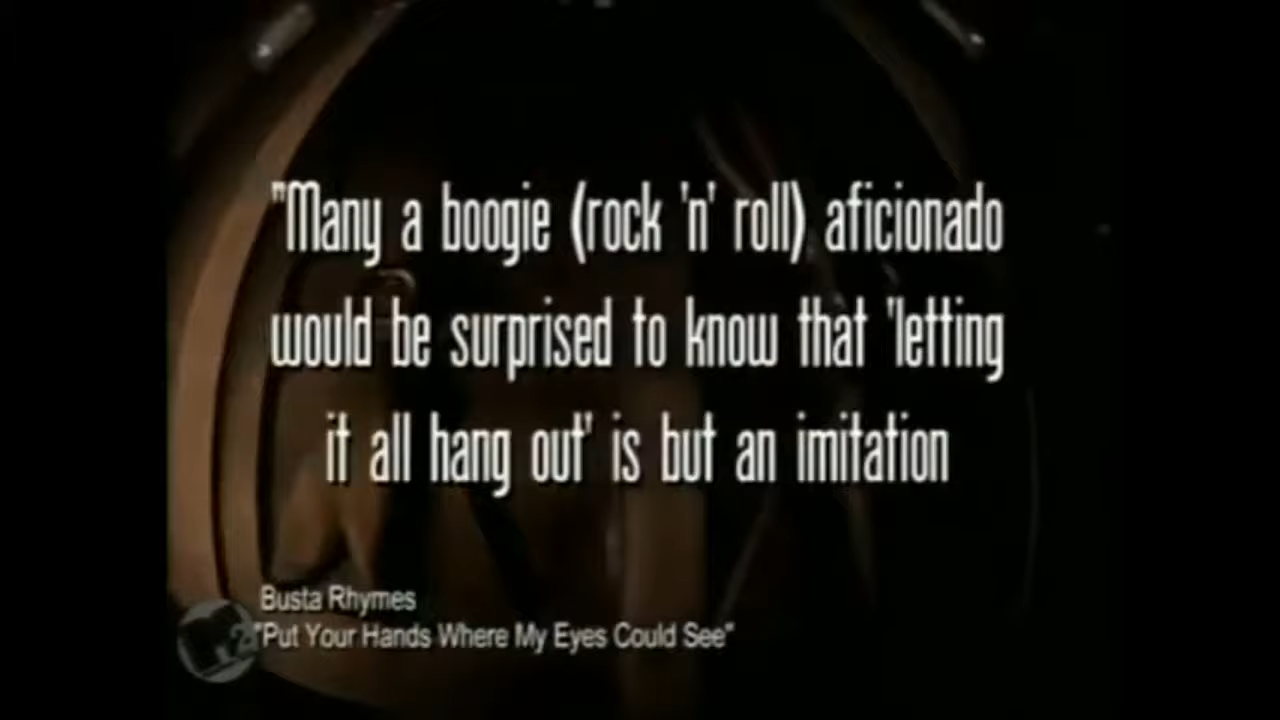 "Many a boogie (rock 'n' roll) aficionado
would be surprised to know that 'letting
it all hang out' is but an imitation
Busta Rhymes
"Put Your Hands Where My Eyes Could See"
2